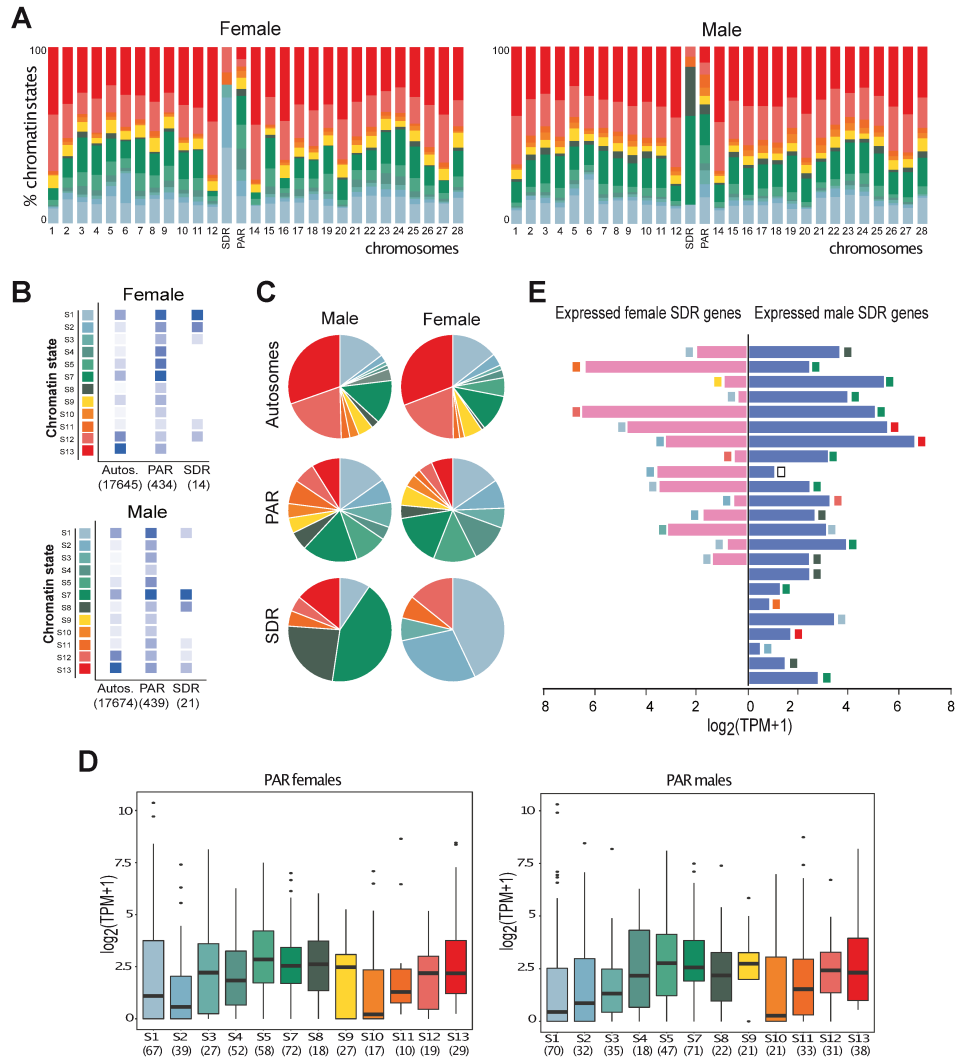 A
Female
Male
% chromatin states
100
0
1 2 3 4 5 6 7 8 9 10 11 12 SDR PAR 14 15 16 17 18 19 20 21 22 23 24 25 26 27 28
chromosomes
100
0
1 2 3 4 5 6 7 8 9 10 11 12 SDR PAR 14 15 16 17 18 19 20 21 22 23 24 25 26 27 28
chromosomes
B
Female
Chromatin state
S1
S2
S3
S4
S5
S7
S8
S9
S10
S11
S12
S13
Autos. PAR SDR
(17645) (434) (14)
Male
Chromatin state
S1
S2
S3
S4
S5
S7
S8
S9
S10
S11
S12
S13
Autos. PAR SDR
(17674) (439) (21)
C
Male Female
Autosomes
PAR
SDR
E
Expressed female SDR genes
Expressed male SDR genes
8 6 4 2 0 2 4 6 8
log2(TPM+1)
D
PAR females
log2(TPM+1)
10
7.5
5
2.5
0
S1 S2 S3 S4 S5 S7 S8 S9 S10 S11 S12 S13
(67) (39) (27) (52) (58) (72) (18) (27) (17) (10) (19) (29)
PAR males
log2(TPM+1)
10
7.5
5
2.5
0
S1 S2 S3 S4 S5 S7 S8 S9 S10 S11 S12 S13
(70) (32) (35) (18) (47) (71) (22) (21) (21) (33) (31) (38)